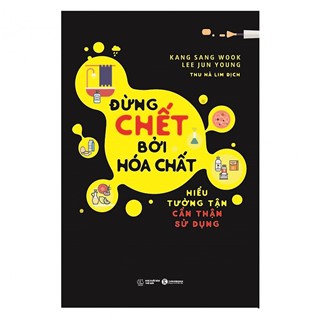 KANG SANG WOOK
LEE JUN YOUNG
THU HÀ LIM DỊCH
ĐỪNG
CHẾT
BỞI
HÓA CHẤT
HIỂU
TƯỜNG TẬN
CẨN THẬN
SỬ DỤNG